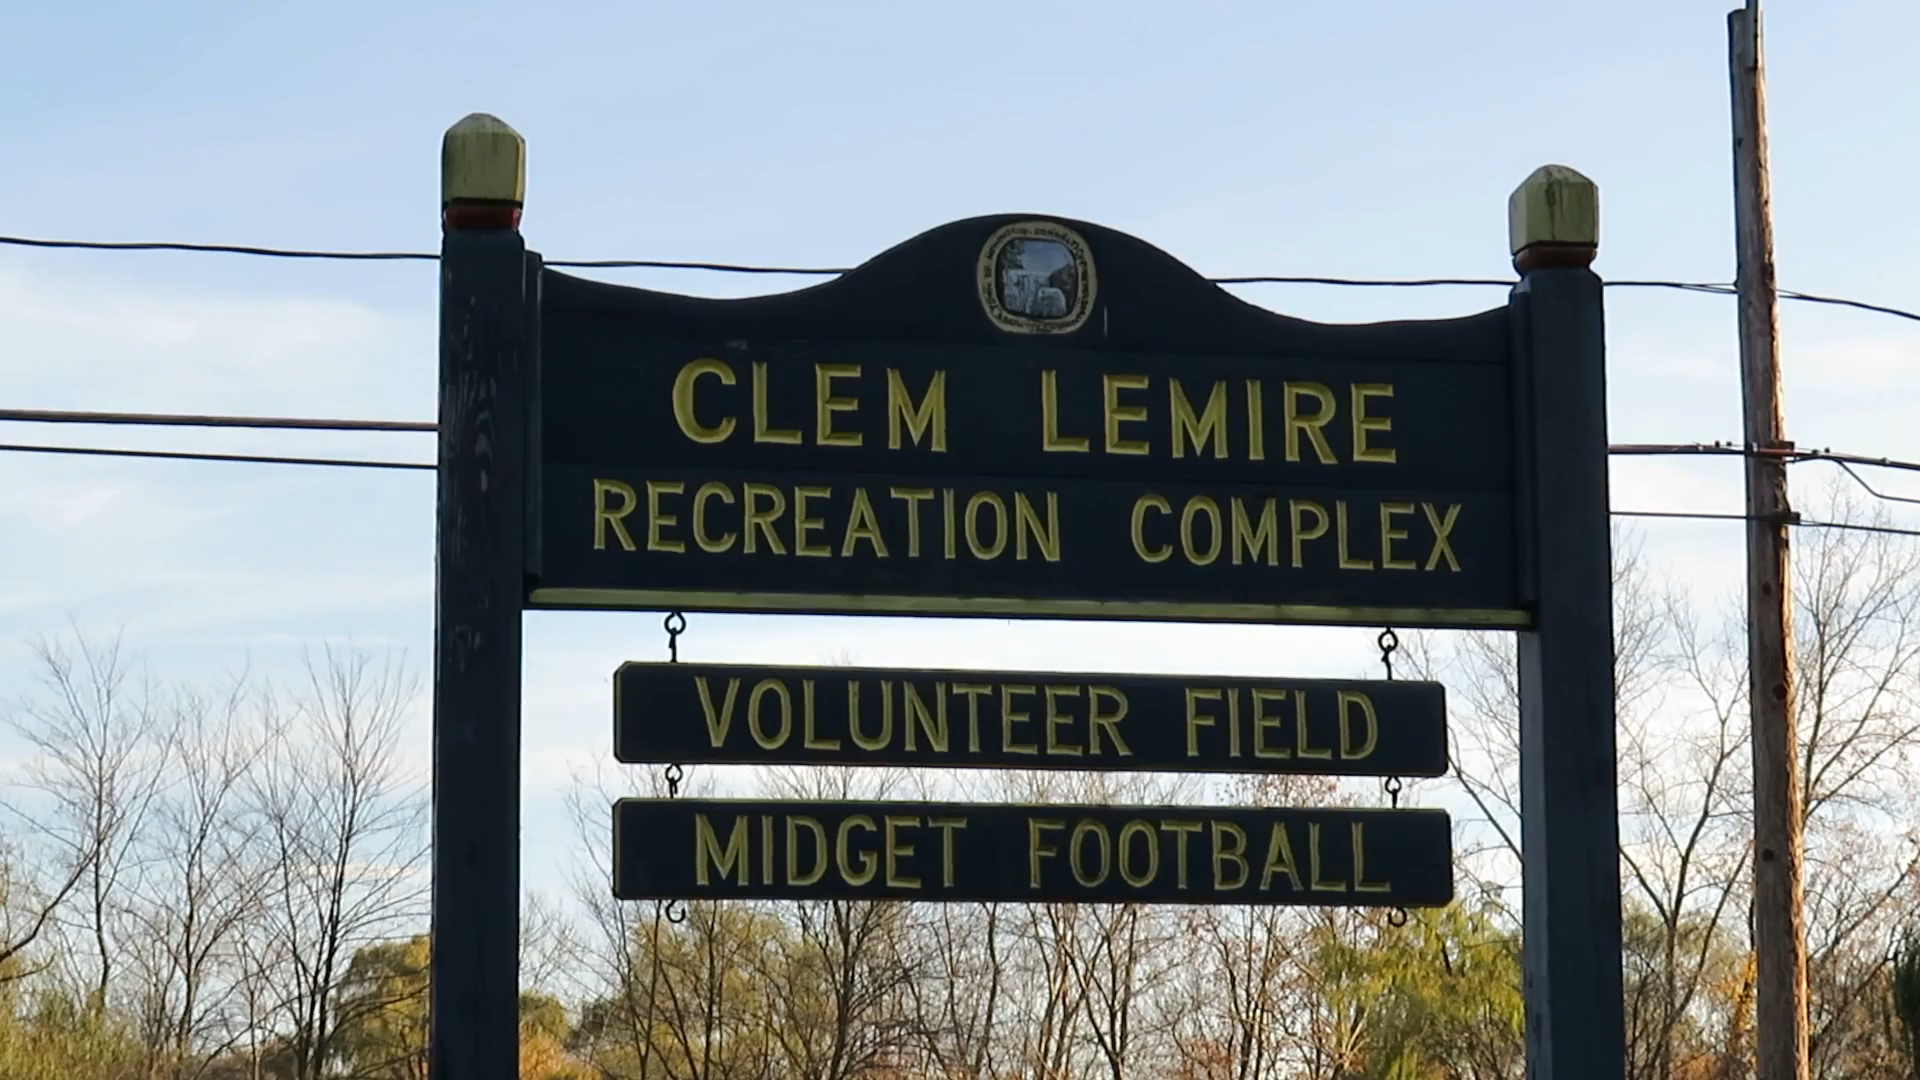 CLEM LEMIRE
RECREATION COMPLEX
VOLUNTEER FIELD
MIDGET FOOTBALL